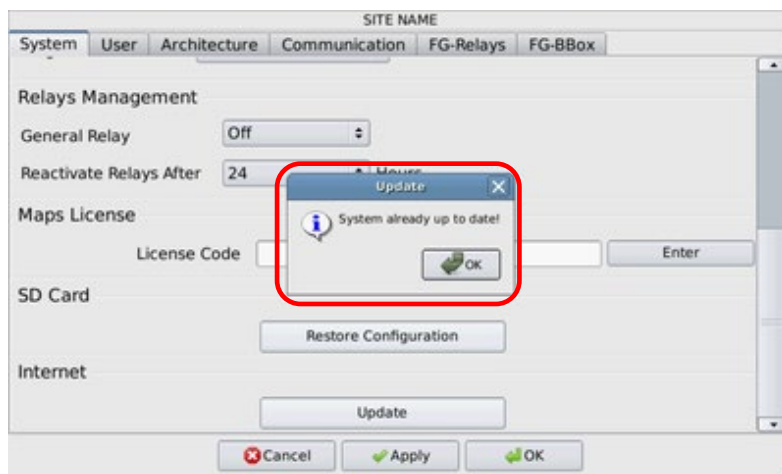 SITE NAME
System User Architecture Communication FG-Relays FG-BBox
Relays Management
General Relay Off
Reactivate Relays After 24 Hours
Update
Maps License
System already up to date!
License Code Enter
OK
SD Card
Restore Configuration
Internet
Update
Cancel Apply OK